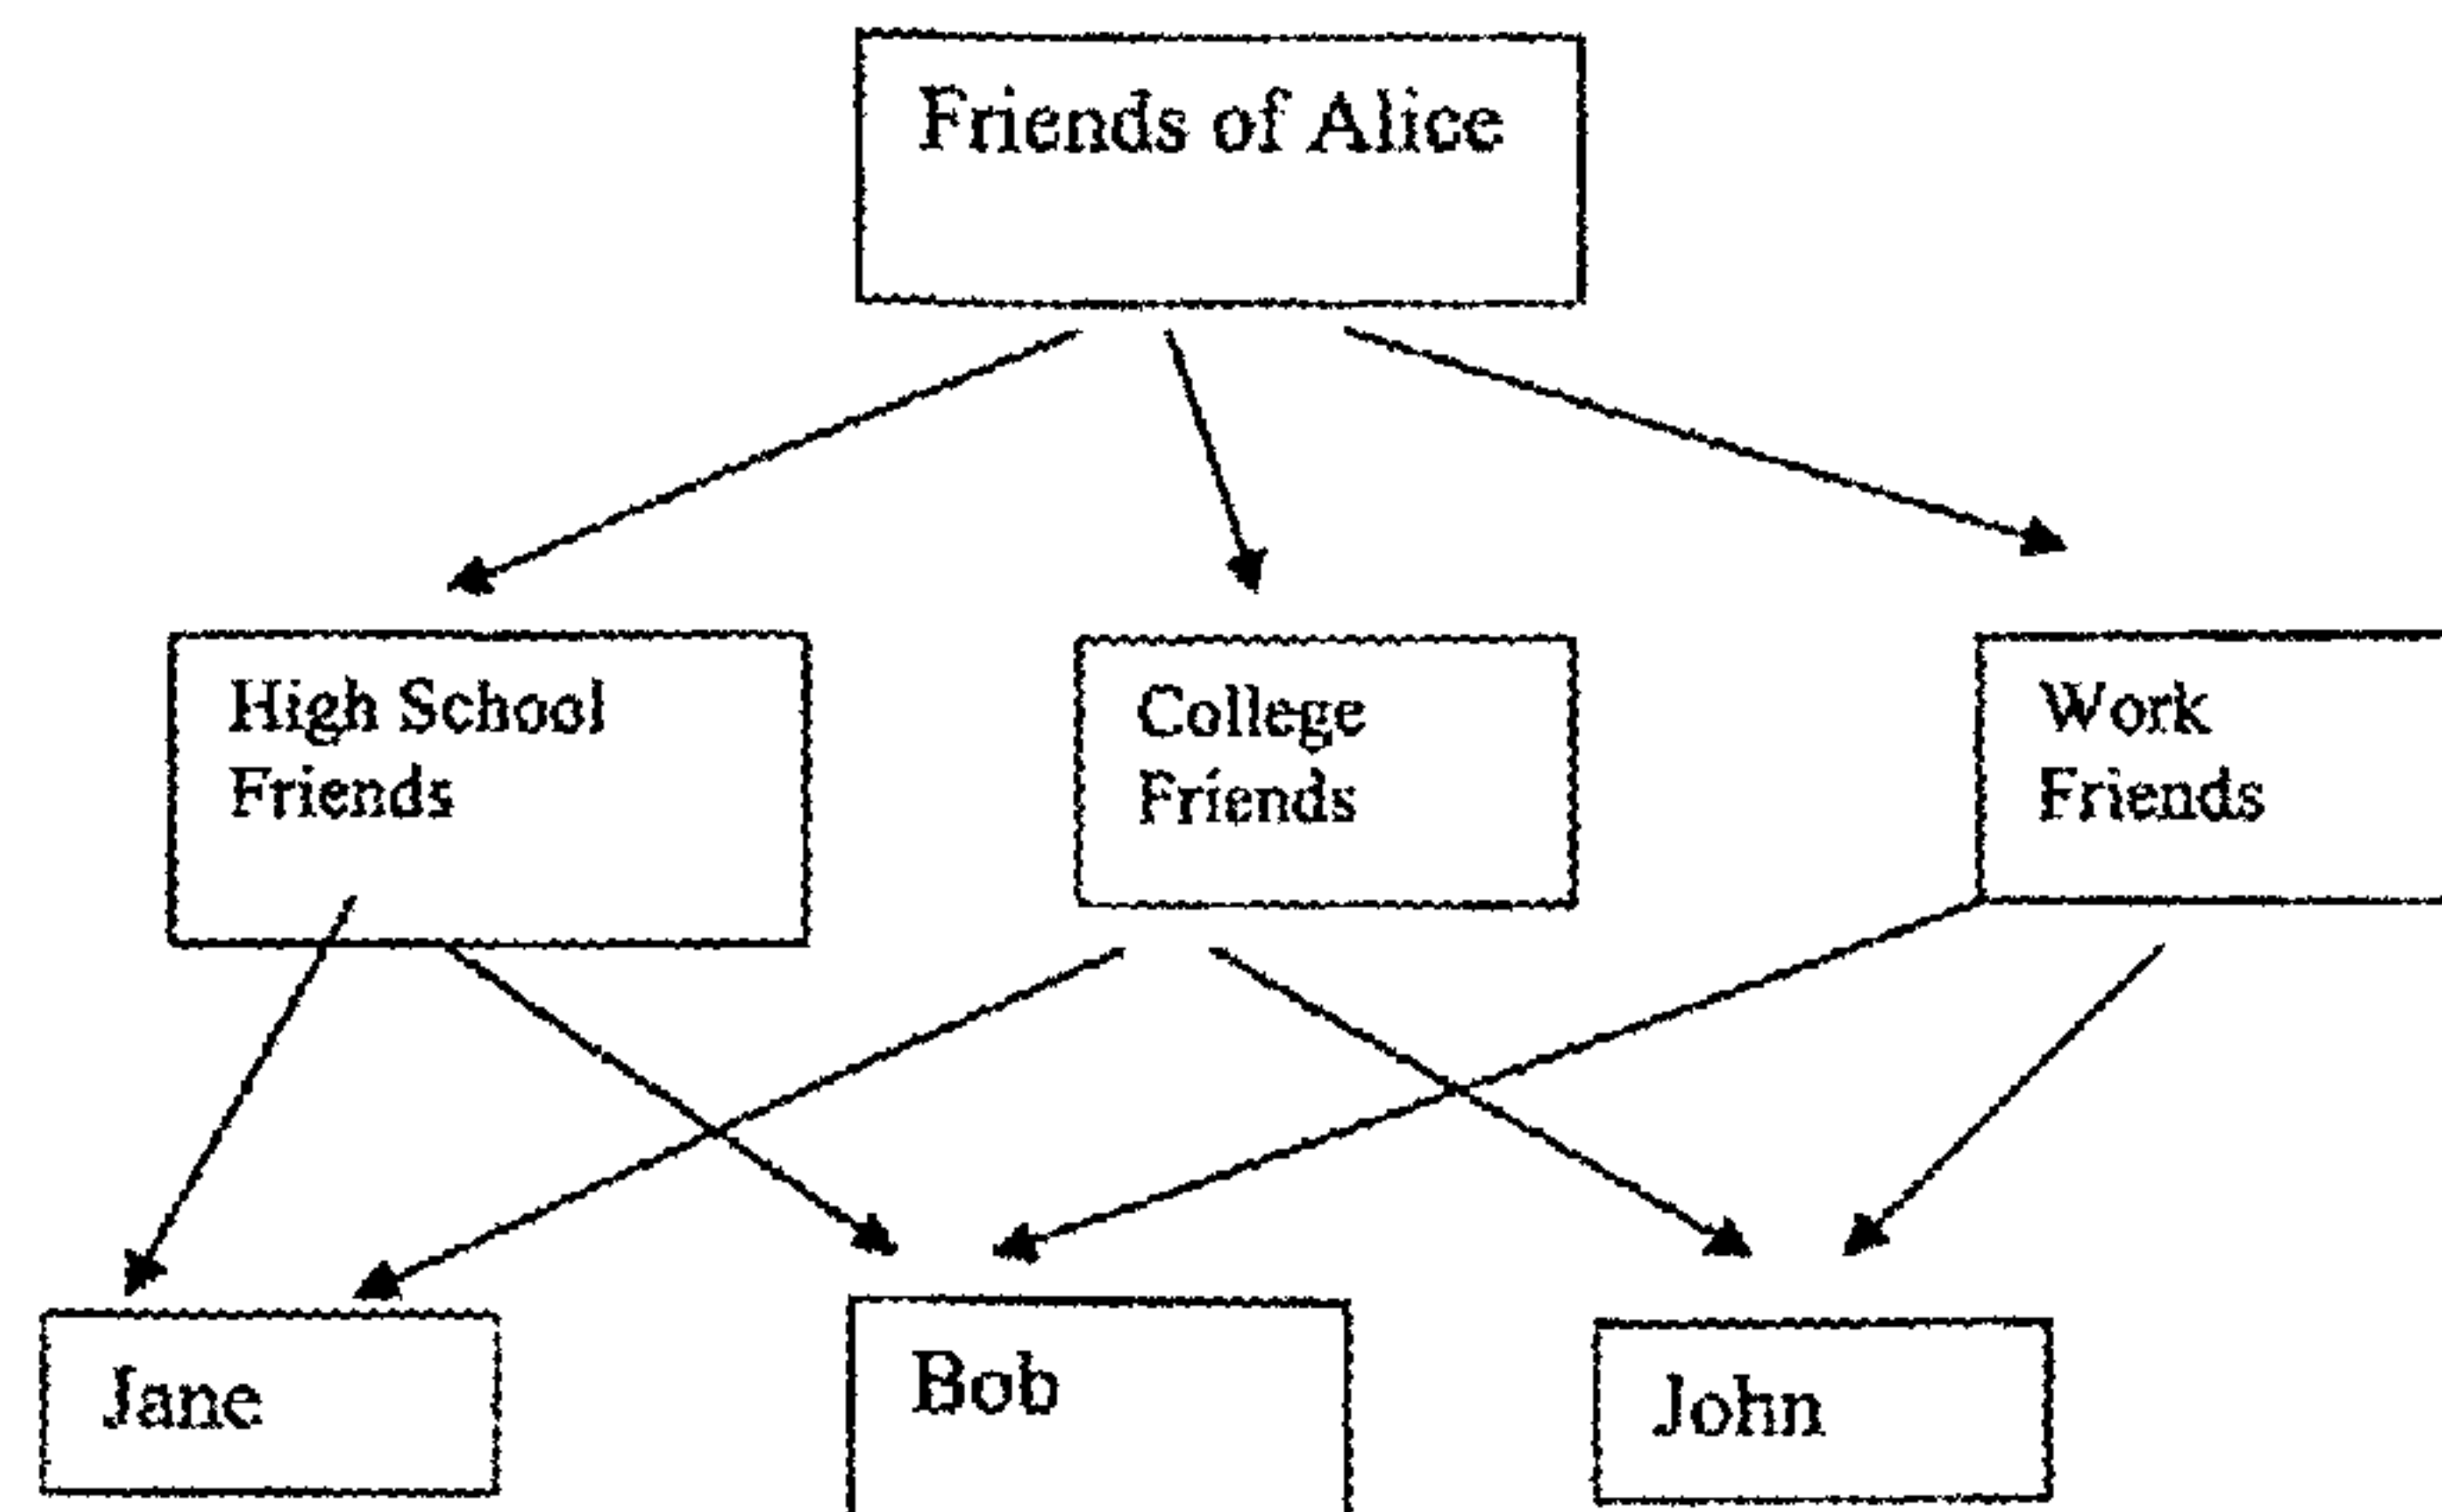 Friends of Alice
High School
Friends
College
Friends
Work
Friends
Jane
Bob
John